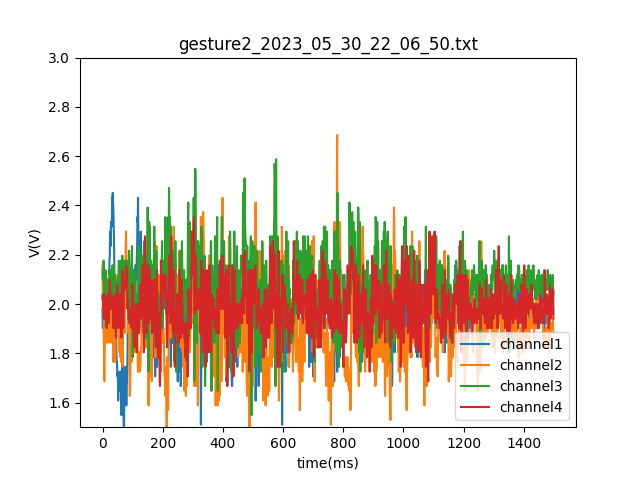 gesture2_2023_05_30_22_06_50.txt
3.0
2.8
2.6
2.4
2.2
2.0
1.8
1.6
V(V)
channel1
channel2
channel3
channel4
0 200 400 600 800 1000 1200 1400
time(ms)